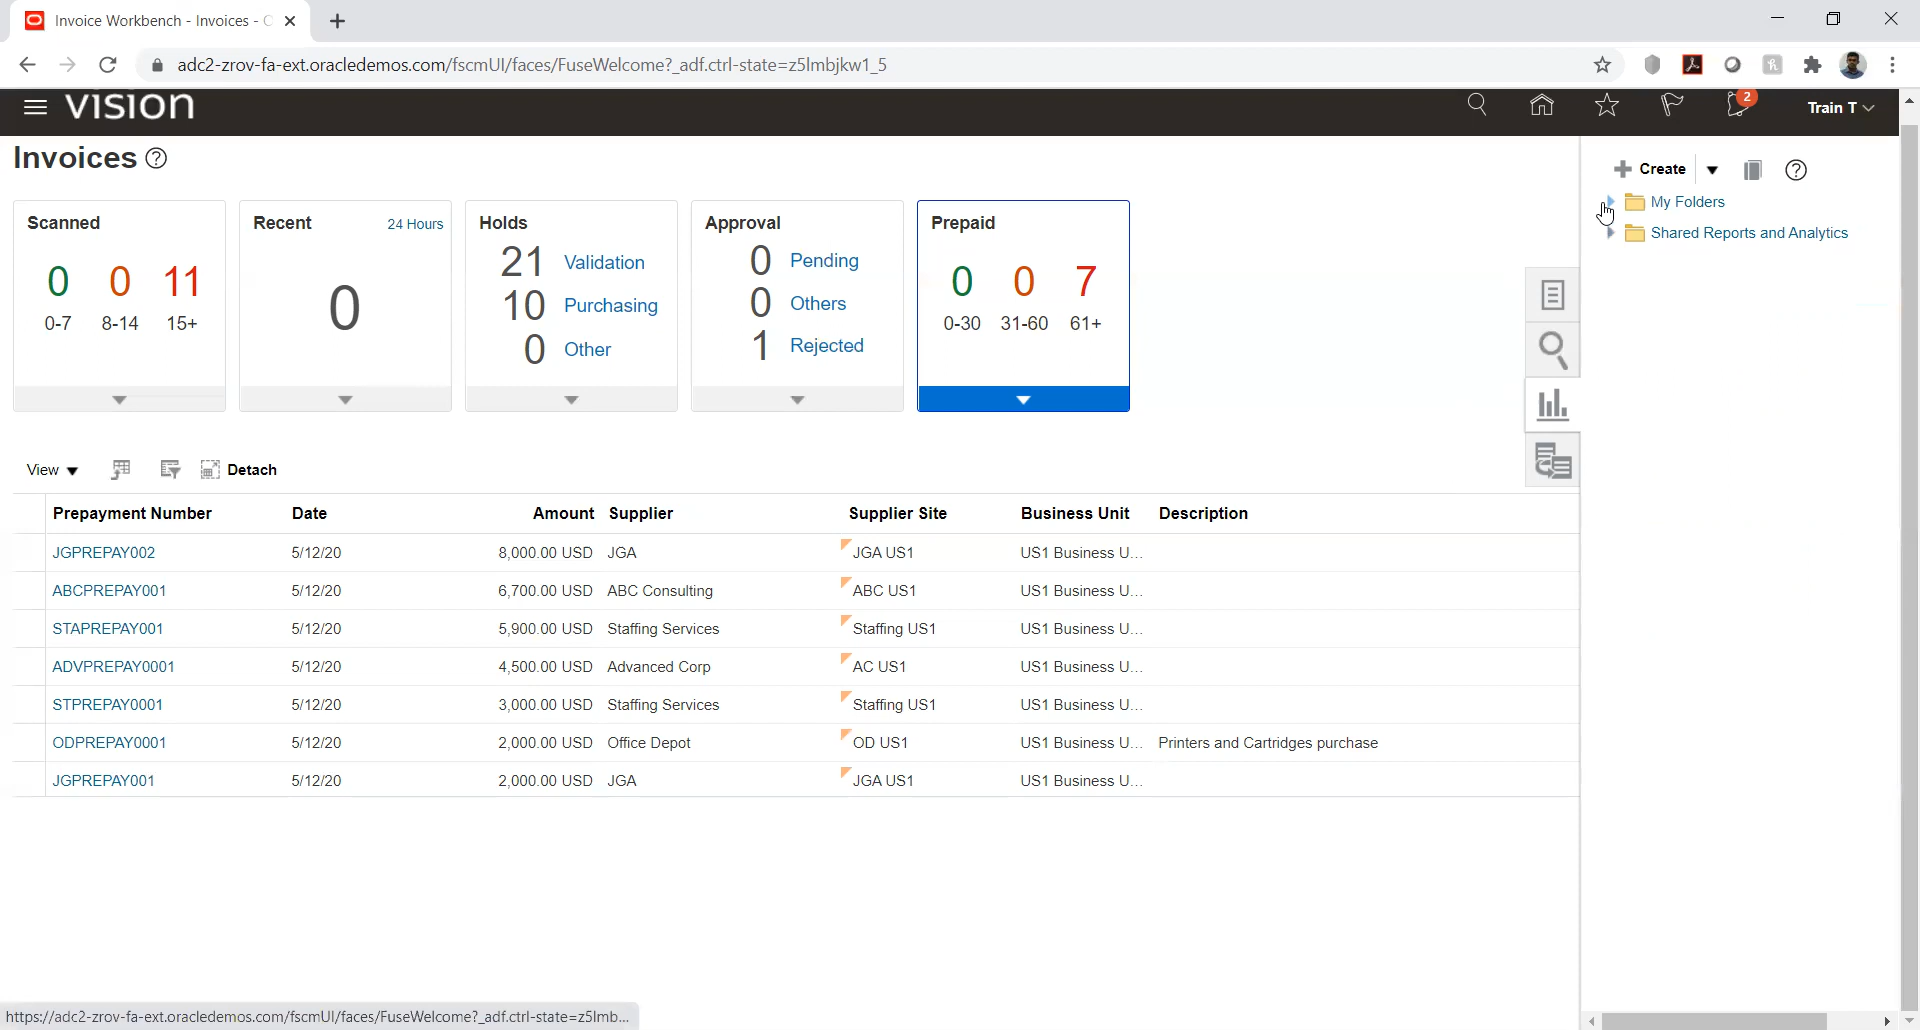 Invoice Workbench - Invoices - O
adc2-zrov-fa-ext.oracledemos.com/fscmUI/faces/FuseWelcome?_adf.ctrl-state=z5lmbjkw1_5
vision
2
Train T
Invoices ?
Create ?
My Folders
Shared Reports and Analytics
Scanned
0 0 11
0-7 8-14 15+
Recent 24 Hours
0
Holds
21 Validation
10 Purchasing
0 Other
Approval
0 Pending
0 Others
1 Rejected
Prepaid
0 0 7
0-30 31-60 61+
View Detach
Prepayment Number Date Amount Supplier Supplier Site Business Unit Description
JGPREPAY002 5/12/20 8,000.00 USD JGA JGA US1 US1 Business U...
ABCPREPAY001 5/12/20 6,700.00 USD ABC Consulting ABC US1 US1 Business U...
STAPREPAY001 5/12/20 5,900.00 USD Staffing Services Staffing US1 US1 Business U...
ADVPREPAY0001 5/12/20 4,500.00 USD Advanced Corp AC US1 US1 Business U...
STPREPAY0001 5/12/20 3,000.00 USD Staffing Services Staffing US1 US1 Business U...
ODPREPAY0001 5/12/20 2,000.00 USD Office Depot OD US1 US1 Business U... Printers and Cartridges purchase
JGPREPAY001 5/12/20 2,000.00 USD JGA JGA US1 US1 Business U...
https://adc2-zrov-fa-ext.oracledemos.com/fscmUI/faces/FuseWelcome?_adf.ctrl-state=z5lmb...